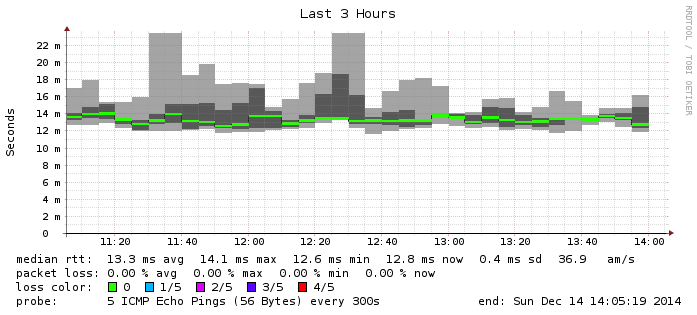 Last 3 Hours
RRDTOOL / TOBI OETIKER
Seconds
22 m
20 m
18 m
16 m
14 m
12 m
10 m
8 m
6 m
4 m
2 m
0
11:20 11:40 12:00 12:20 12:40 13:00 13:20 13:40 14:00
median rtt: 13.3 ms avg 14.1 ms max 12.6 ms min 12.8 ms now 0.4 ms sd 36.9 am/s
packet loss: 0.00 % avg 0.00 % max 0.00 % min 0.00 % now
loss color: 0 1/5 2/5 3/5 4/5
probe: 5 ICMP Echo Pings (56 Bytes) every 300s end: Sun Dec 14 14:05:19 2014